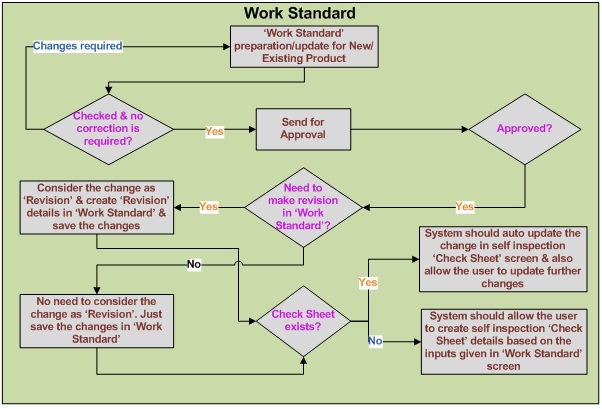 Work Standard
Changes required
‘Work Standard’
preparation/update for New/
Existing Product
Checked & no
correction is
required?
Yes
Send for
Approval
Approved?
Consider the change as
‘Revision’ & create ‘Revision’
details in ‘Work Standard’ &
save the changes
Yes
Need to
make revision
in ‘Work
Standard’?
Yes
System should auto update the
change in self inspection
‘Check Sheet’ screen & also
allow the user to update further
changes
No
Yes
No need to consider the
change as ‘Revision’. Just
save the changes in ‘Work
Standard’
Check Sheet
exists?
No
System should allow the user
to create self inspection ‘Check
Sheet’ details based on the
inputs given in ‘Work Standard’
screen